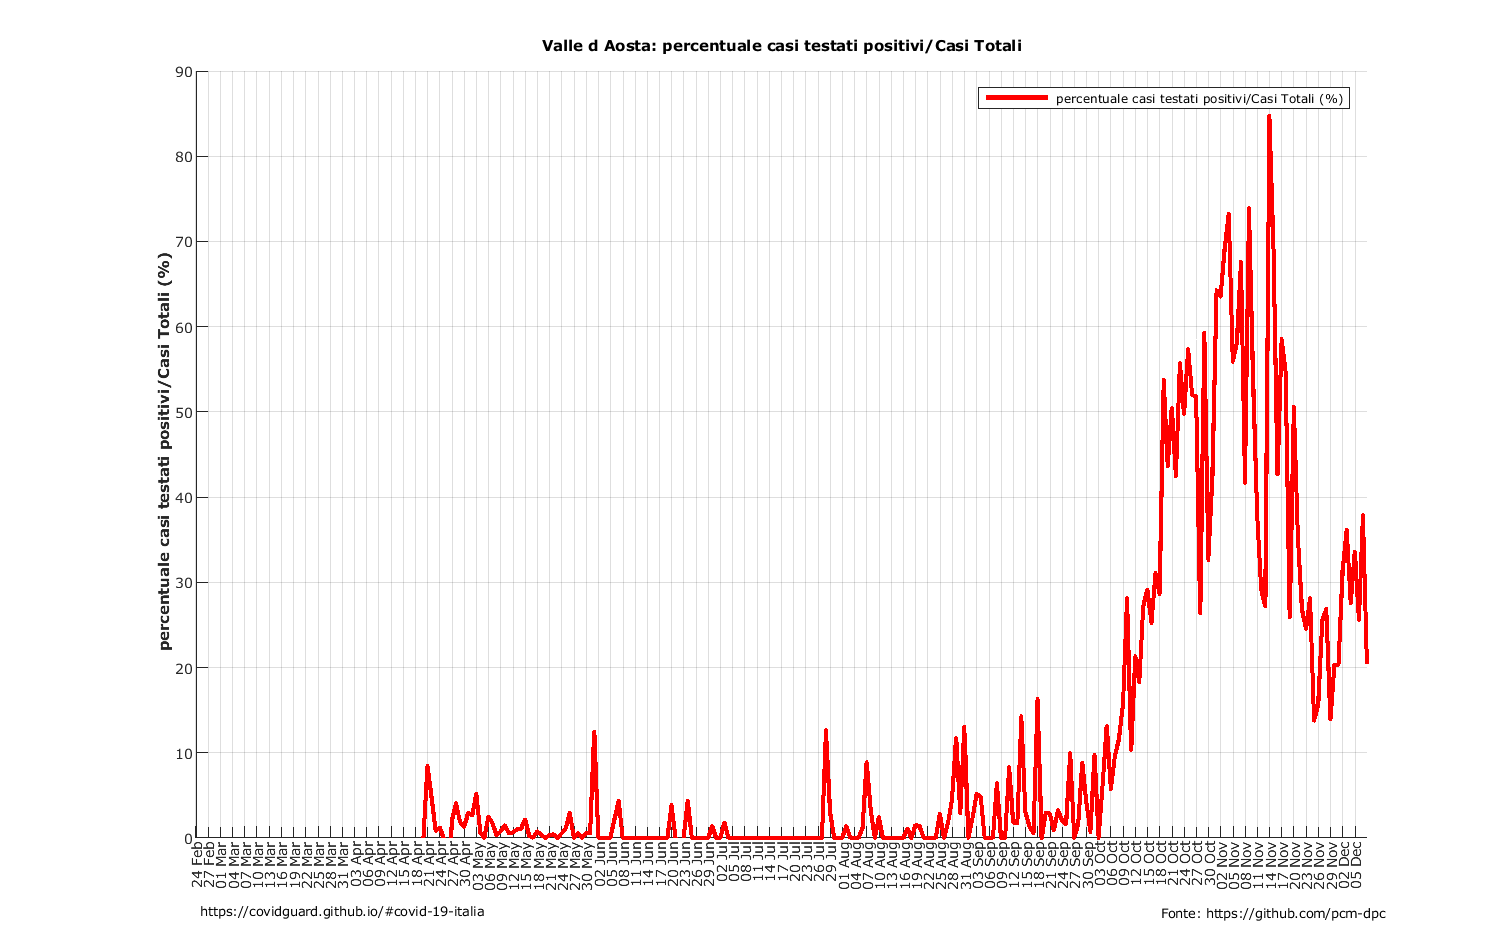 Valle d Aosta: percentuale casi testati positivi/Casi Totali
percentuale casi testati positivi/Casi Totali (%)
percentuale casi testati positivi/Casi Totali (%)
90
80
70
60
50
40
30
20
10
0
24 Feb
27 Feb
01 Mar
04 Mar
07 Mar
10 Mar
13 Mar
16 Mar
19 Mar
22 Mar
25 Mar
28 Mar
31 Mar
03 Apr
06 Apr
09 Apr
12 Apr
15 Apr
18 Apr
21 Apr
24 Apr
27 Apr
30 Apr
03 May
06 May
09 May
12 May
15 May
18 May
21 May
24 May
27 May
30 May
02 Jun
05 Jun
08 Jun
11 Jun
14 Jun
17 Jun
20 Jun
23 Jun
26 Jun
29 Jun
02 Jul
05 Jul
08 Jul
11 Jul
14 Jul
17 Jul
20 Jul
23 Jul
26 Jul
29 Jul
01 Aug
04 Aug
07 Aug
10 Aug
13 Aug
16 Aug
19 Aug
22 Aug
25 Aug
28 Aug
31 Aug
03 Sep
06 Sep
09 Sep
12 Sep
15 Sep
18 Sep
21 Sep
24 Sep
27 Sep
30 Sep
03 Oct
06 Oct
09 Oct
12 Oct
15 Oct
18 Oct
21 Oct
24 Oct
27 Oct
30 Oct
02 Nov
05 Nov
08 Nov
11 Nov
14 Nov
17 Nov
20 Nov
23 Nov
26 Nov
29 Nov
02 Dec
05 Dec
https://covidguard.github.io/#covid-19-italia
Fonte: https://github.com/pcm-dpc